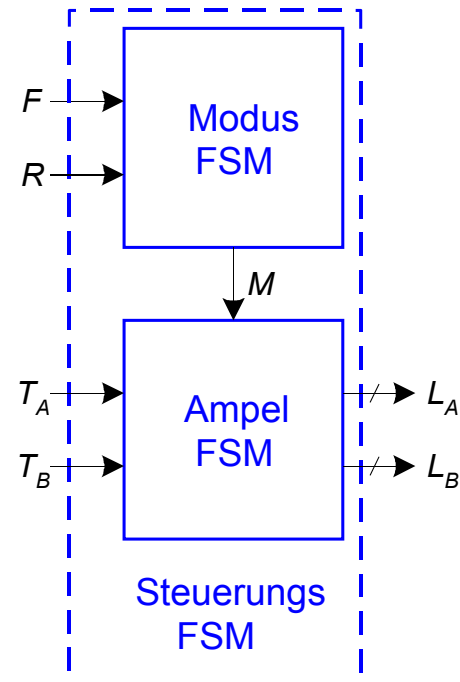 F
Modus
FSM
R
M
T_A
Ampel
FSM
L_A
T_B
L_B
Steuerungs
FSM